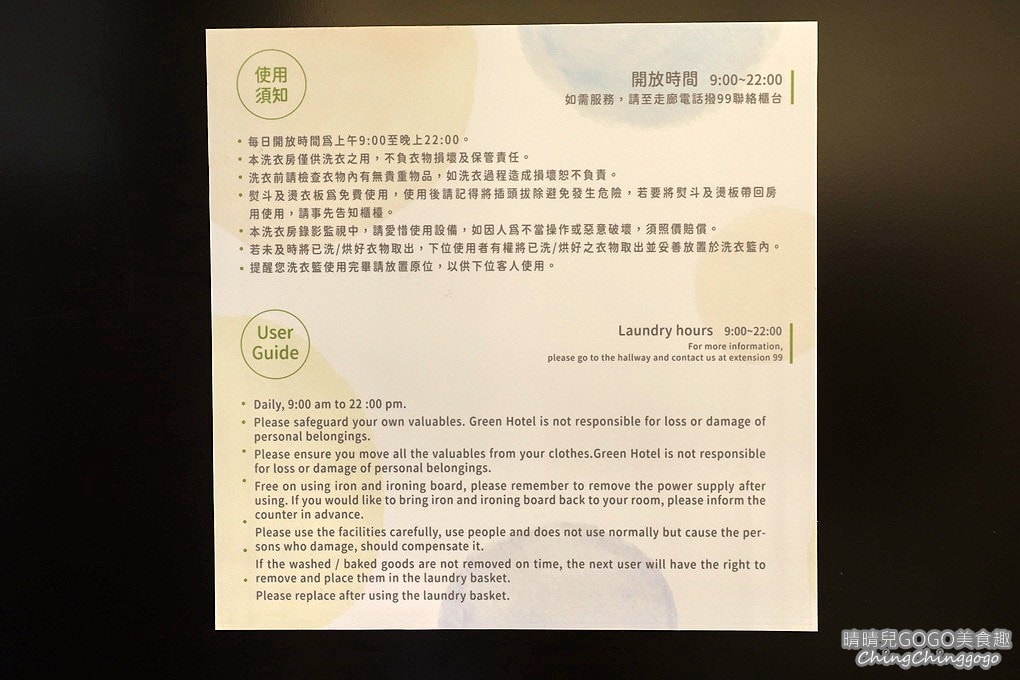 使用
須知
開放時間 9:00~22:00
如需服務，請至走廊電話撥99聯絡櫃台
• 每日開放時間為上午9:00至晚上22:00。
• 本洗衣房僅供洗衣之用，不負衣物損壞及保管責任。
• 洗衣前請檢查衣物內有無貴重物品，如洗衣過程造成損壞恕不負責。
• 熨斗及燙衣板為免費使用，使用後請記得將插頭拔除避免發生危險，若要將熨斗及燙板帶回房
用使用，請事先告知櫃檯。
• 本洗衣房錄影監視中，請愛惜使用設備，如因人為不當操作或惡意破壞，須照價賠償。
• 若未及時將已洗/烘好衣物取出，下位使用者有權將已洗/烘好之衣物取出並妥善放置於洗衣籃內。
• 提醒您洗衣籃使用完畢請放置原位，以供下位客人使用。
User
Guide
Laundry hours 9:00~22:00
For more information,
please go to the hallway and contact us at extension 99
• Daily, 9:00 am to 22 :00 pm.
• Please safeguard your own valuables. Green Hotel is not responsible for loss or damage of
personal belongings.
• Please ensure you move all the valuables from your clothes.Green Hotel is not responsible
for loss or damage of personal belongings.
• Free on using iron and ironing board, please remember to remove the power supply after
using. If you would like to bring iron and ironing board back to your room, please inform the
counter in advance.
• Please use the facilities carefully, use people and does not use normally but cause the per-
sons who damage, should compensate it.
• If the washed / baked goods are not removed on time, the next user will have the right to
remove and place them in the laundry basket.
• Please replace after using the laundry basket.
晴晴兒GOGO美食趣
ChingChinggogo